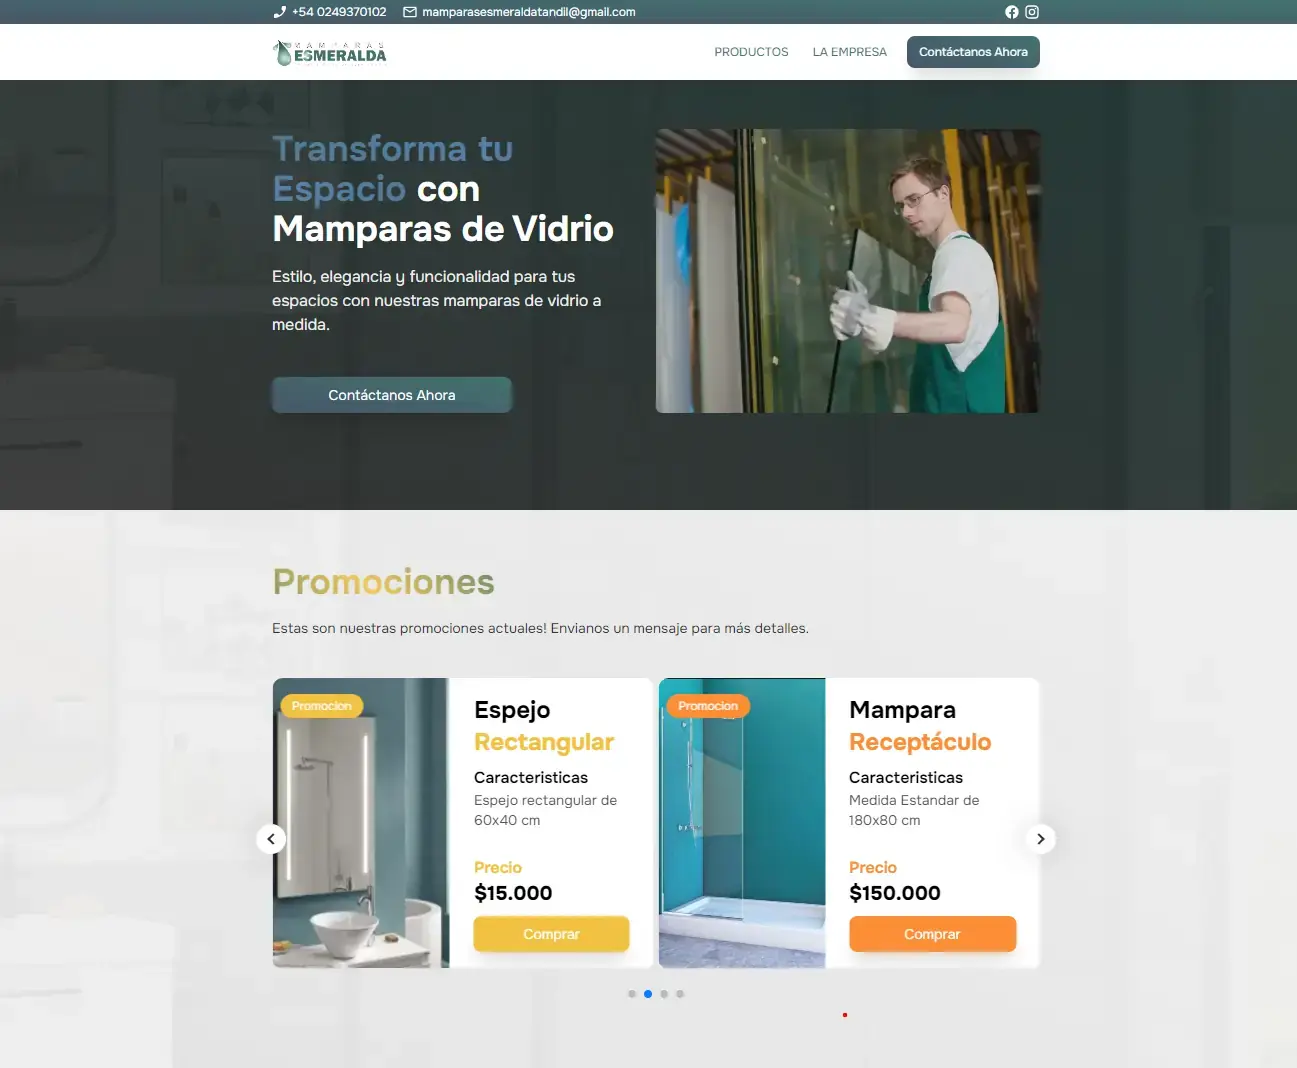 +54 0249370102 mamparasesmeraldatandil@gmail.com
MAMPARAS
ESMERALDA
PRODUCTOS LA EMPRESA Contáctanos Ahora
Transforma tu
Espacio con
Mamparas de Vidrio
Estilo, elegancia y funcionalidad para tus
espacios con nuestras mamparas de vidrio a
medida.
Contáctanos Ahora
Promociones
Estas son nuestras promociones actuales! Envianos un mensaje para más detalles.
Promocion
Espejo
Rectangular
Caracteristicas
Espejo rectangular de
60x40 cm
Precio
$15.000
Comprar
Promocion
Mampara
Receptáculo
Caracteristicas
Medida Estandar de
180x80 cm
Precio
$150.000
Comprar